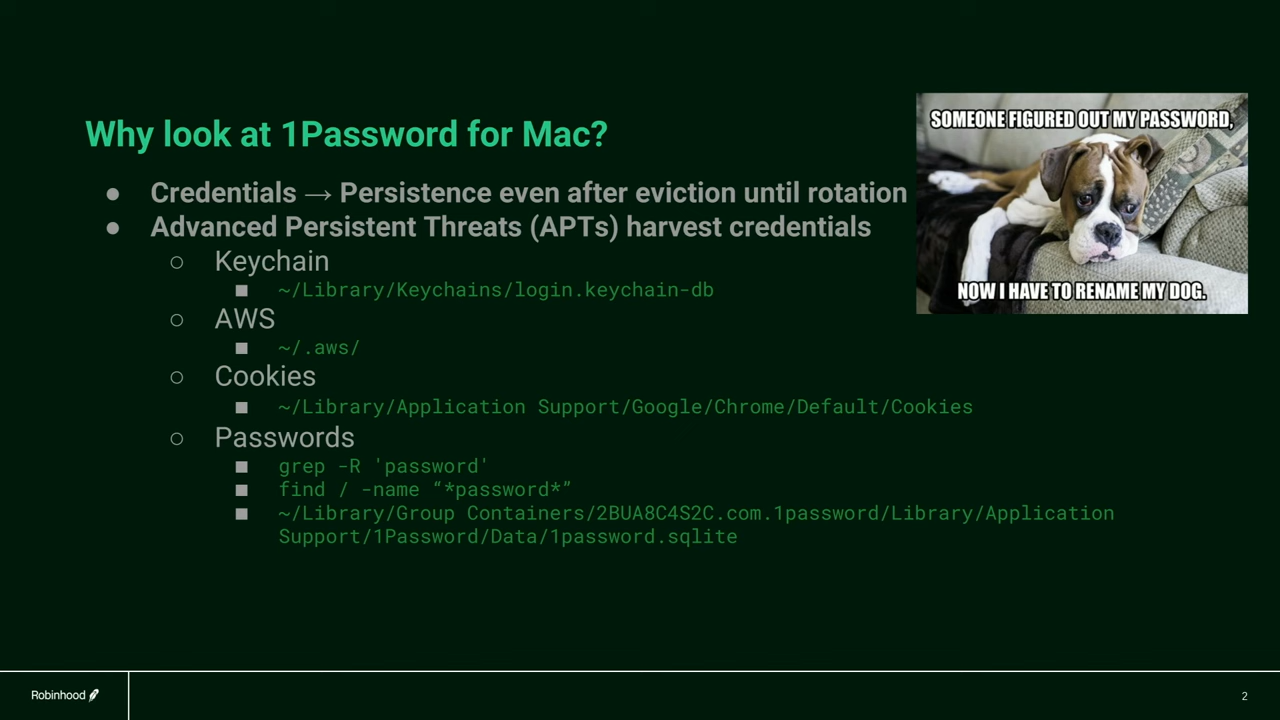 Why look at 1Password for Mac?
SOMEONE FIGURED OUT MY PASSWORD,
NOW I HAVE TO RENAME MY DOG.
● Credentials → Persistence even after eviction until rotation
● Advanced Persistent Threats (APTs) harvest credentials
○ Keychain
■ ~/Library/Keychains/login.keychain-db
○ AWS
■ ~/.aws/
○ Cookies
■ ~/Library/Application Support/Google/Chrome/Default/Cookies
○ Passwords
■ grep -R 'password'
■ find / -name “*password*”
■ ~/Library/Group Containers/2BUA8C4S2C.com.1password/Library/Application
Support/1Password/Data/1password.sqlite
Robinhood
2